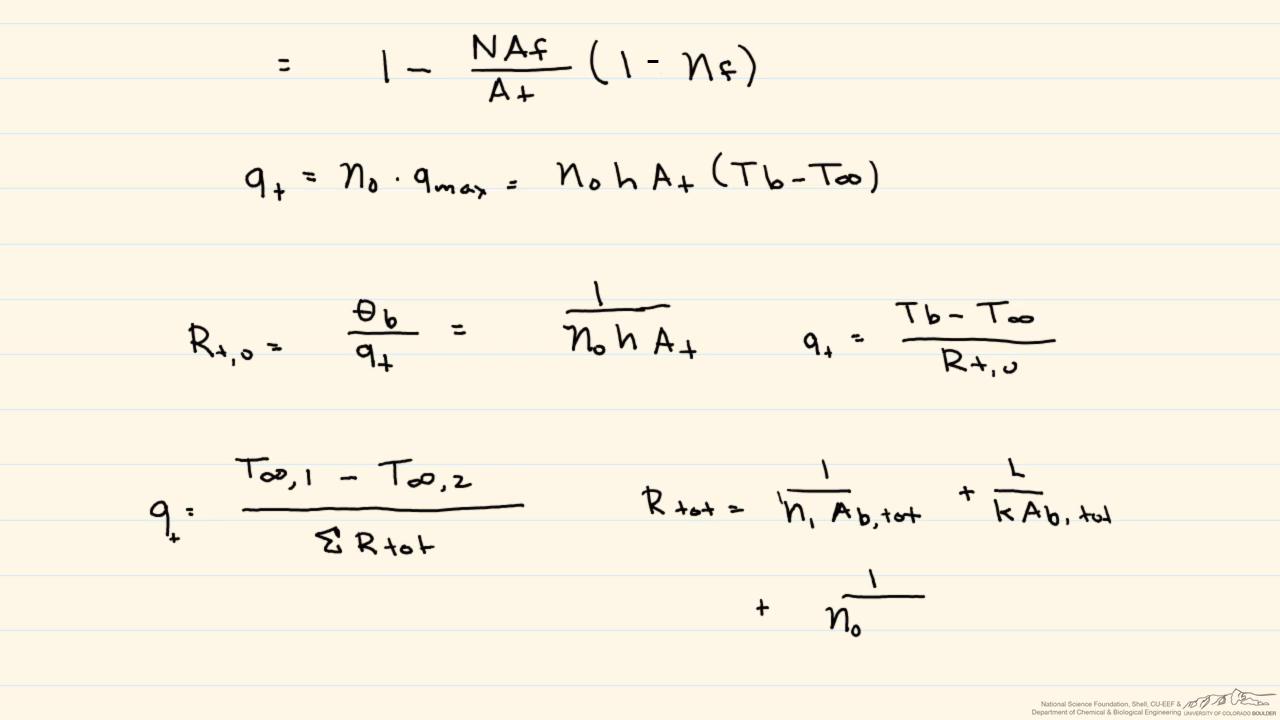 = 1 - NAf / At (1 - ηf)
qt = η₀ · qmax = η₀ h At (Tb - T∞)
Rt,0 = θb / qt = 1 / η₀ h At    qt = Tb - T∞ / Rt,0
qt = T∞,1 - T∞,2 / Σ Rtot    Rtot = 1 / h₁ Ab,tot + L / k Ab,tot
+ 1 / η₀
National Science Foundation, Shell, CU-EEF &
Department of Chemical & Biological Engineering UNIVERSITY OF COLORADO BOULDER